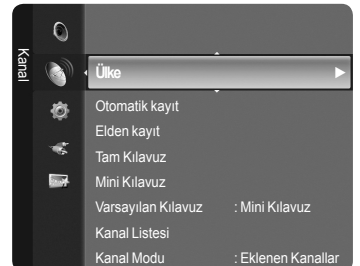 Kanal
Ülke
Otomatik kayıt
Elden kayıt
Tam Kılavuz
Mini Kılavuz
Varsayılan Kılavuz : Mini Kılavuz
Kanal Listesi
Kanal Modu : Eklenen Kanallar